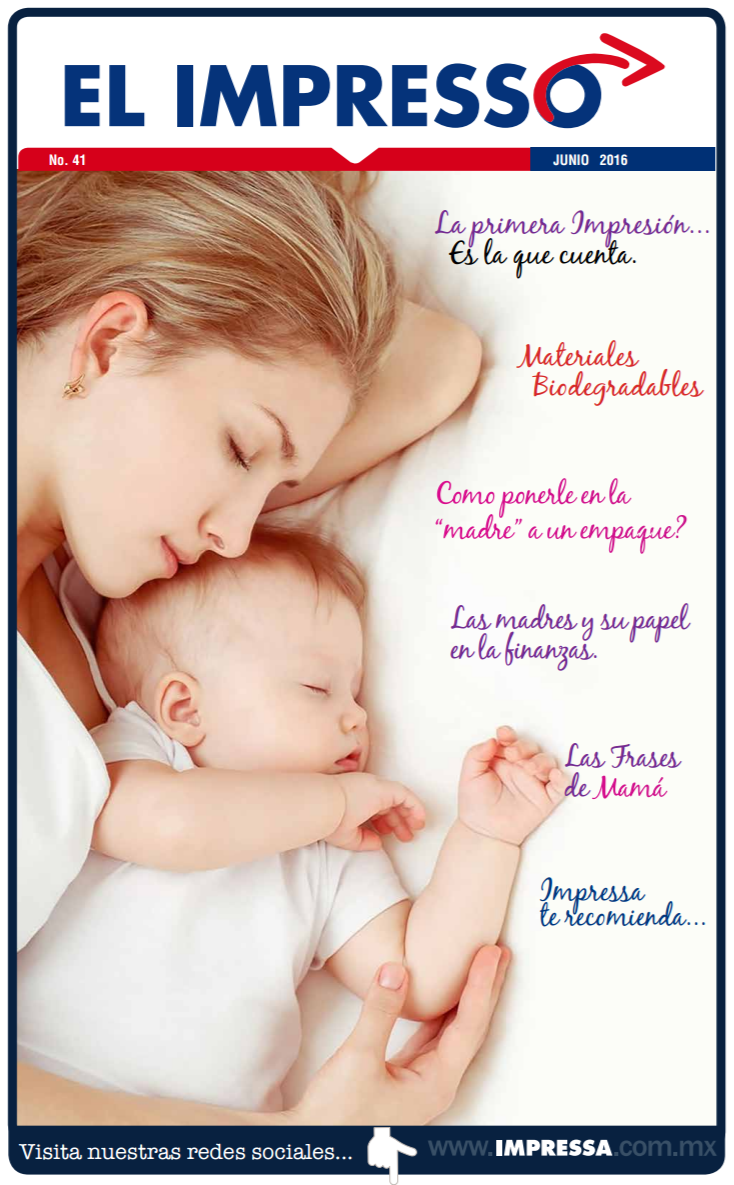 EL IMPRESSO
No. 41
JUNIO 2016
La primera Impresión...
Es la que cuenta.
Materiales
Biodegradables
Como ponerle en la
“madre” a un empaque?
Las madres y su papel
en la finanzas.
Las Frases
de Mamá
Impressa
te recomienda...
Visita nuestras redes sociales...
www.IMPRESSA.com.mx